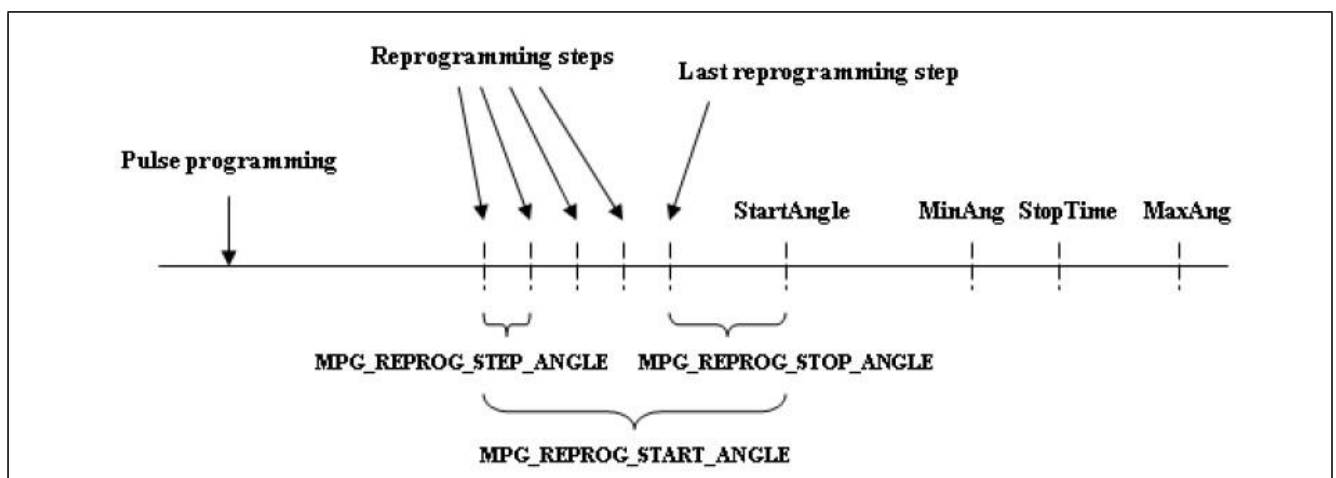 Reprogramming steps
Last reprogramming step
Pulse programming
StartAngle
MinAng
StopTime
MaxAng
MPG_REPROG_STEP_ANGLE
MPG_REPROG_STOP_ANGLE
MPG_REPROG_START_ANGLE